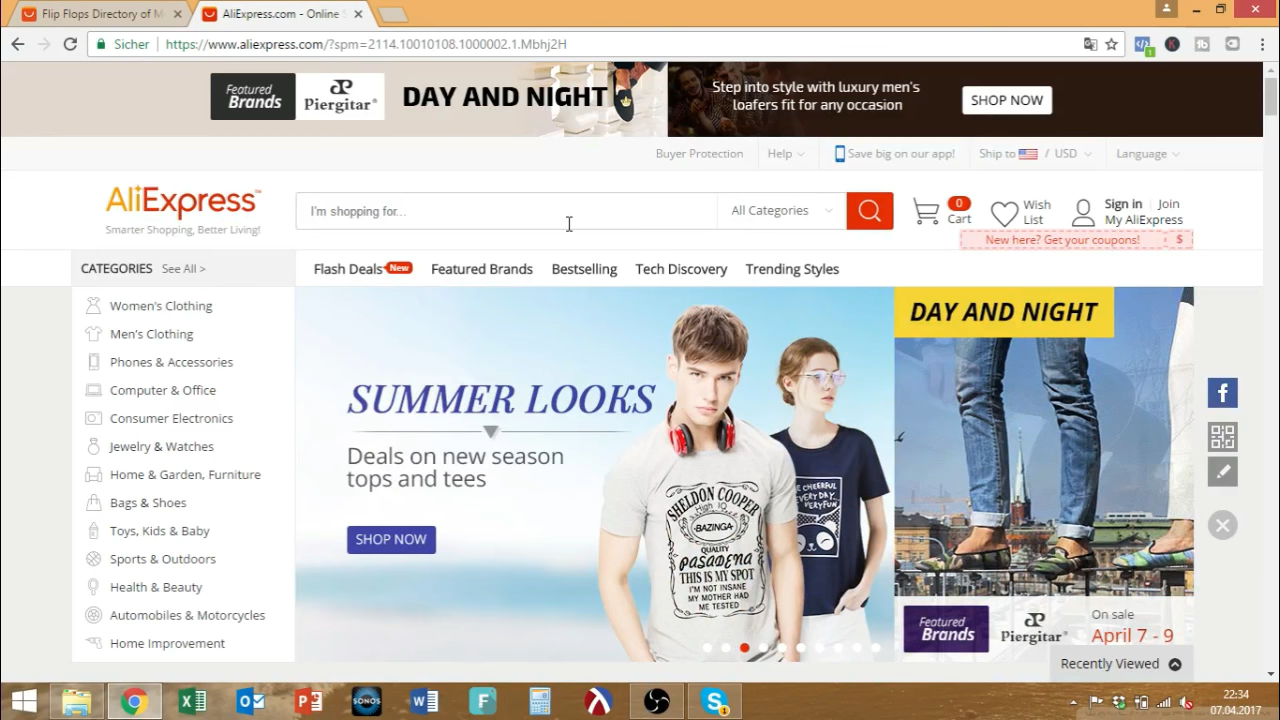 Flip Flops Directory of M
AliExpress.com - Online S
Sicher
https://www.aliexpress.com/?spm=2114.10010108.1000002.1.Mbhj2H
Featured
Brands
Piergitar®
DAY AND NIGHT
Step into style with luxury men's
loafers fit for any occasion
SHOP NOW
Buyer Protection
Help
Save big on our app!
Ship to / USD
Language
AliExpress™
Smarter Shopping, Better Living!
I'm shopping for...
All Categories
0
Cart
Wish
List
Sign in
Join
My AliExpress
New here? Get your coupons!
$
CATEGORIES
See All >
Flash Deals
New
Featured Brands
Bestselling
Tech Discovery
Trending Styles
Women's Clothing
Men's Clothing
Phones & Accessories
Computer & Office
Consumer Electronics
Jewelry & Watches
Home & Garden, Furniture
Bags & Shoes
Toys, Kids & Baby
Sports & Outdoors
Health & Beauty
Automobiles & Motorcycles
Home Improvement
SUMMER LOOKS
Deals on new season
tops and tees
SHOP NOW
SHELDON COOPER
High IQ
BAZINGA
QUALITY
PASADENA
THIS IS MY SPOT
I'M NOT INSANE
MY MOTHER HAD
ME TESTED
BE CHEERFUL
EVERY DAY.
VERY FUN
DAY AND NIGHT
Featured
Brands
Piergitar®
On sale
April 7 - 9
Recently Viewed
SONOS
22:34
07.04.2017